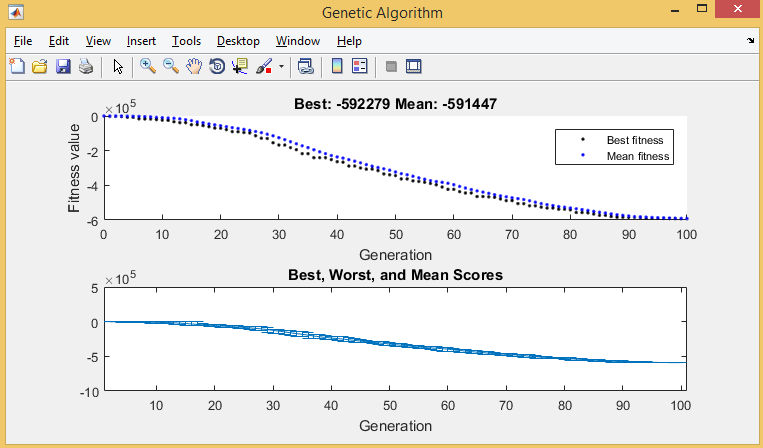 Genetic Algorithm
File Edit View Insert Tools Desktop Window Help
Best: -592279 Mean: -591447
×10^5
Fitness value
0
-2
-4
-6
Best fitness
Mean fitness
0 10 20 30 40 50 60 70 80 90 100
Generation
Best, Worst, and Mean Scores
×10^5
5
0
-5
-10
10 20 30 40 50 60 70 80 90 100
Generation